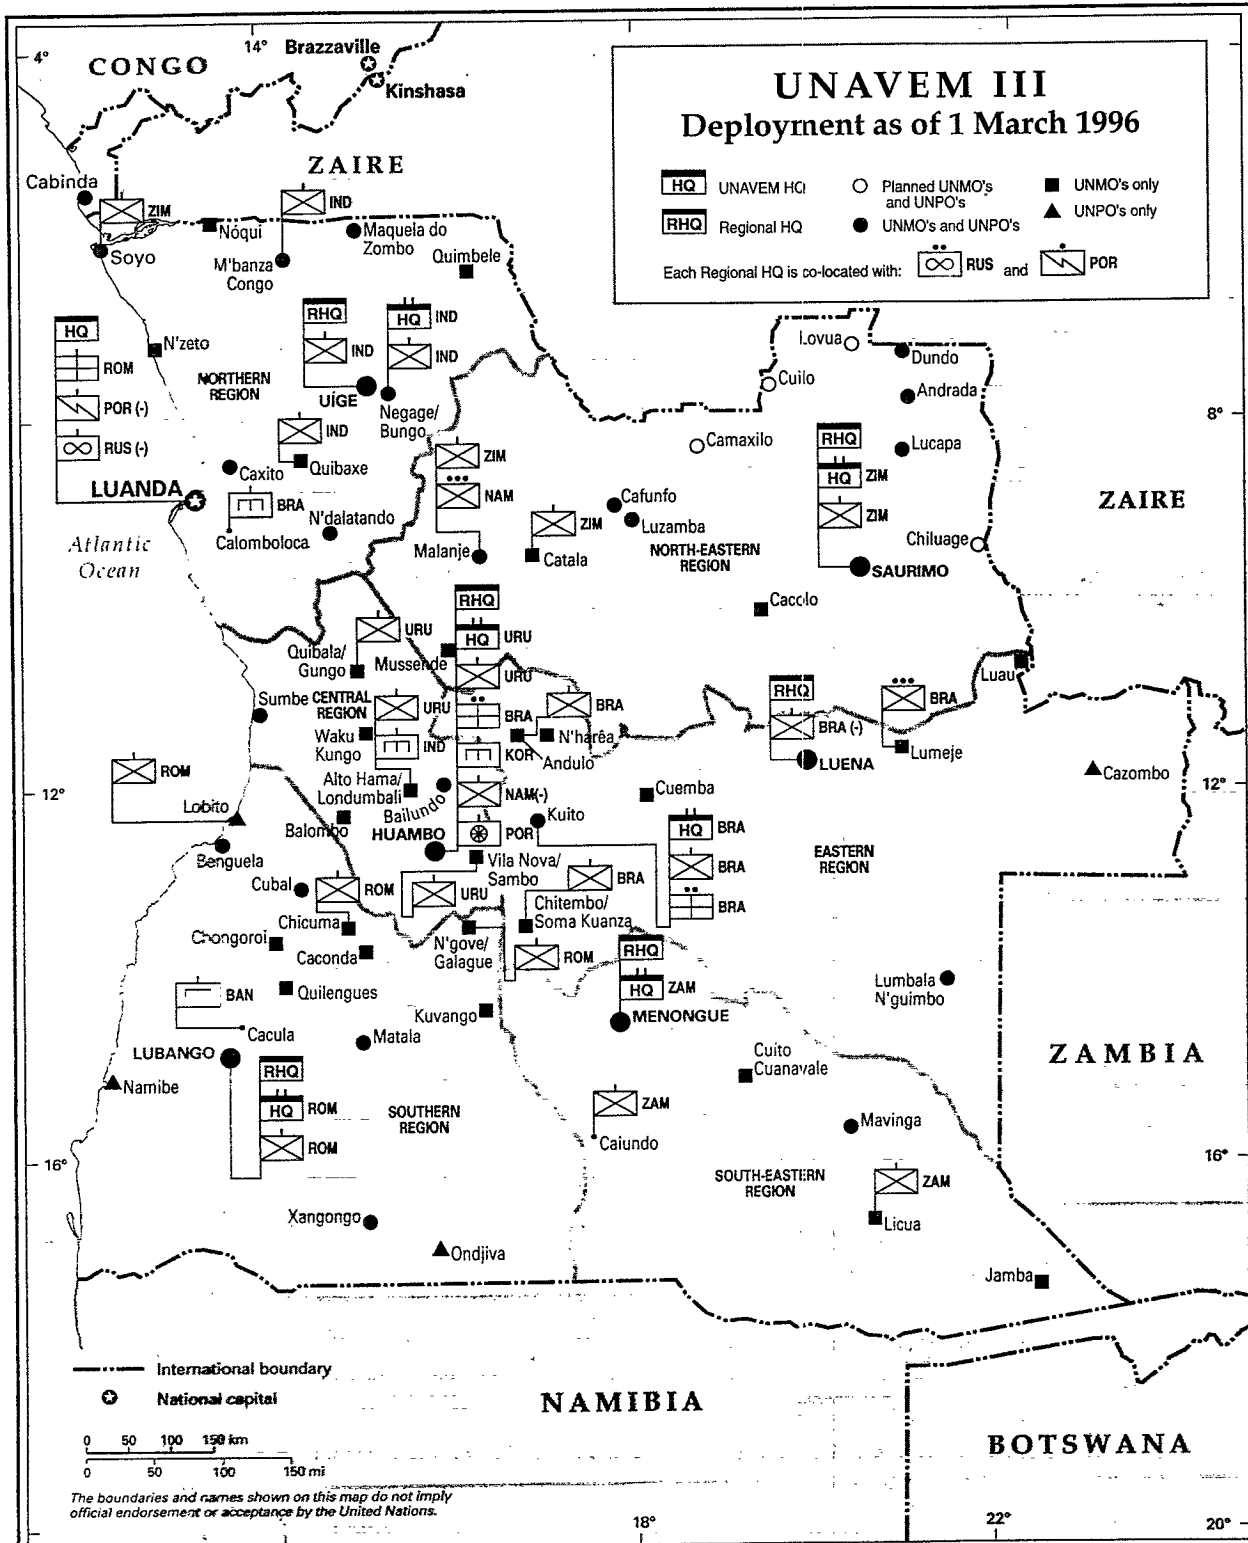 4°
14°
CONGO
Brazzaville
Kinshasa
UNAVEM III
Deployment as of 1 March 1996
HQ UNAVEM HQ
RHQ Regional HQ
Planned UNMO's
and UNPO's
UNMO's and UNPO's
UNMO's only
UNPO's only
Each Regional HQ is co-located with: RUS and POR
ZAIRE
Cabinda
ZIM
IND
Soyo
Nóqui
M'banza
Congo
Maquela do
Zombo
Quimbele
HQ
ROM
POR (-)
RUS (-)
N'zeto
NORTHERN
REGION
RHQ
IND
UÍGE
HQ IND
IND
Negage/
Bungo
IND
Quibaxe
Caxito
LUANDA
BRA
Calomboloca
N'dalatando
Atlantic
Ocean
ZIM
NAM
Malanje
ZIM
Catala
Cafunfo
Luzamba
NORTH-EASTERN
REGION
Lovua
Dundo
Cuilo
Andrada
Camaxilo
Lucapa
8°
RHQ
HQ ZIM
ZIM
SAURIMO
ZAIRE
Chiluage
Cacolo
Luau
URU
Quibala/
Gungo
Mussende
RHQ
HQ URU
URU
BRA
KOR
NAM(-)
POR
HUAMBO
Sumbe
CENTRAL
REGION
URU
IND
Waku
Kungo
Alto Hama/
Londumbali
Bailundo
Balombo
BRA
N'harêa
Andulo
RHQ
BRA (-)
LUENA
BRA
Lumeje
Cazombo
12°
12°
ROM
Lobito
Benguela
Cuemba
Kuito
HQ BRA
BRA
BRA
EASTERN
REGION
Vila Nova/
Sambo
URU
BRA
Chitembo/
Soma Kuanza
Cubal
ROM
Chicuma
Chongoroi
Caconda
N'gove/
Galague
ROM
RHQ
HQ ZAM
MENONGUE
Lumbala
N'guimbo
Quilengues
BAN
Cacula
Kuvango
Matala
LUBANGO
Namibe
RHQ
HQ ROM
ROM
SOUTHERN
REGION
Cuito
Cuanavale
ZAMBIA
ZAM
Caiundo
Mavinga
16°
16°
SOUTH-EASTERN
REGION
ZAM
Licua
Xangongo
Ondjiva
Jamba
International boundary
National capital
NAMIBIA
BOTSWANA
0 50 100 150 km
0 50 100 150 mi
The boundaries and names shown on this map do not imply
official endorsement or acceptance by the United Nations.
18°
22°
20°